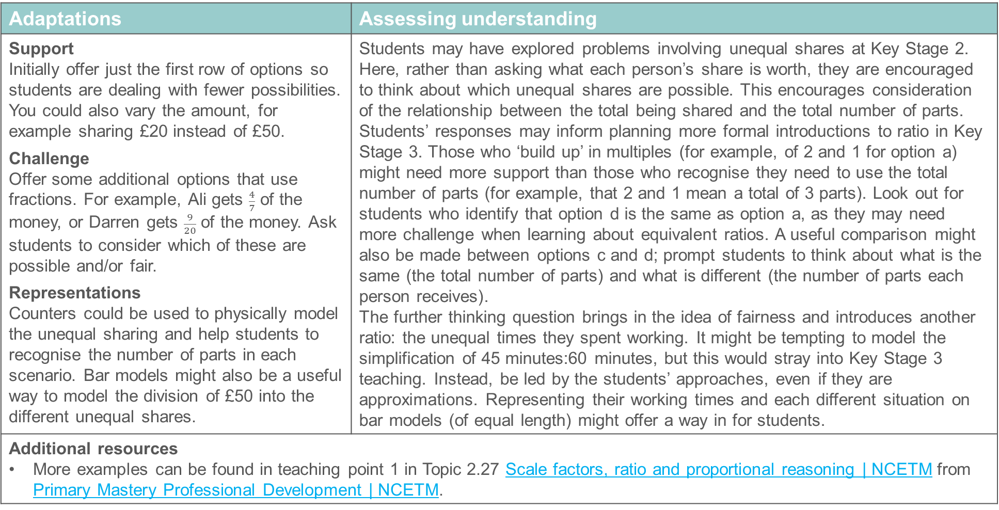 Adaptations
Support
Initially offer just the first row of options so
students are dealing with fewer possibilities.
You could also vary the amount, for
example sharing £20 instead of £50.
Challenge
Offer some additional options that use
fractions. For example, Ali gets 4/7 of the
money, or Darren gets 9/20 of the money. Ask
students to consider which of these are
possible and/or fair.
Representations
Counters could be used to physically model
the unequal sharing and help students to
recognise the number of parts in each
scenario. Bar models might also be a useful
way to model the division of £50 into the
different unequal shares.
Assessing understanding
Students may have explored problems involving unequal shares at Key Stage 2.
Here, rather than asking what each person’s share is worth, they are encouraged
to think about which unequal shares are possible. This encourages consideration
of the relationship between the total being shared and the total number of parts.
Students’ responses may inform planning more formal introductions to ratio in Key
Stage 3. Those who ‘build up’ in multiples (for example, of 2 and 1 for option a)
might need more support than those who recognise they need to use the total
number of parts (for example, that 2 and 1 mean a total of 3 parts). Look out for
students who identify that option d is the same as option a, as they may need
more challenge when learning about equivalent ratios. A useful comparison might
also be made between options c and d; prompt students to think about what is the
same (the total number of parts) and what is different (the number of parts each
person receives).
The further thinking question brings in the idea of fairness and introduces another
ratio: the unequal times they spent working. It might be tempting to model the
simplification of 45 minutes:60 minutes, but this would stray into Key Stage 3
teaching. Instead, be led by the students’ approaches, even if they are
approximations. Representing their working times and each different situation on
bar models (of equal length) might offer a way in for students.
Additional resources
• More examples can be found in teaching point 1 in Topic 2.27 Scale factors, ratio and proportional reasoning | NCETM from
Primary Mastery Professional Development | NCETM.